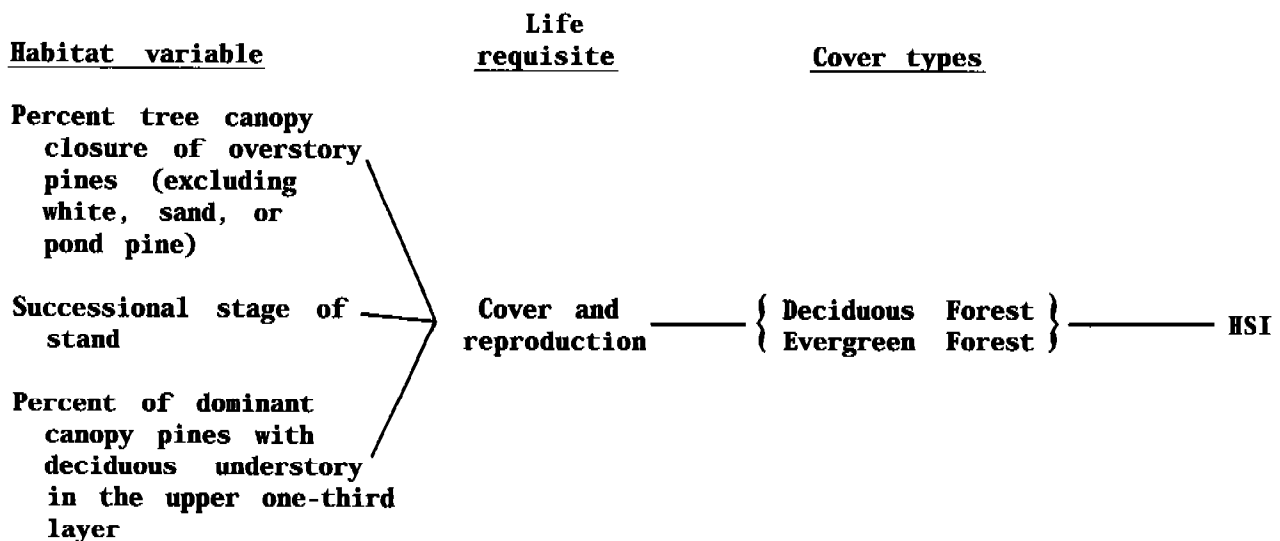 Habitat variable
Life
requisite
Cover types
Percent tree canopy
closure of overstory
pines (excluding
white, sand, or
pond pine)
Successional stage of
stand
Percent of dominant
canopy pines with
deciduous understory
in the upper one-third
layer
Cover and
reproduction
Deciduous Forest
Evergreen Forest
HSI